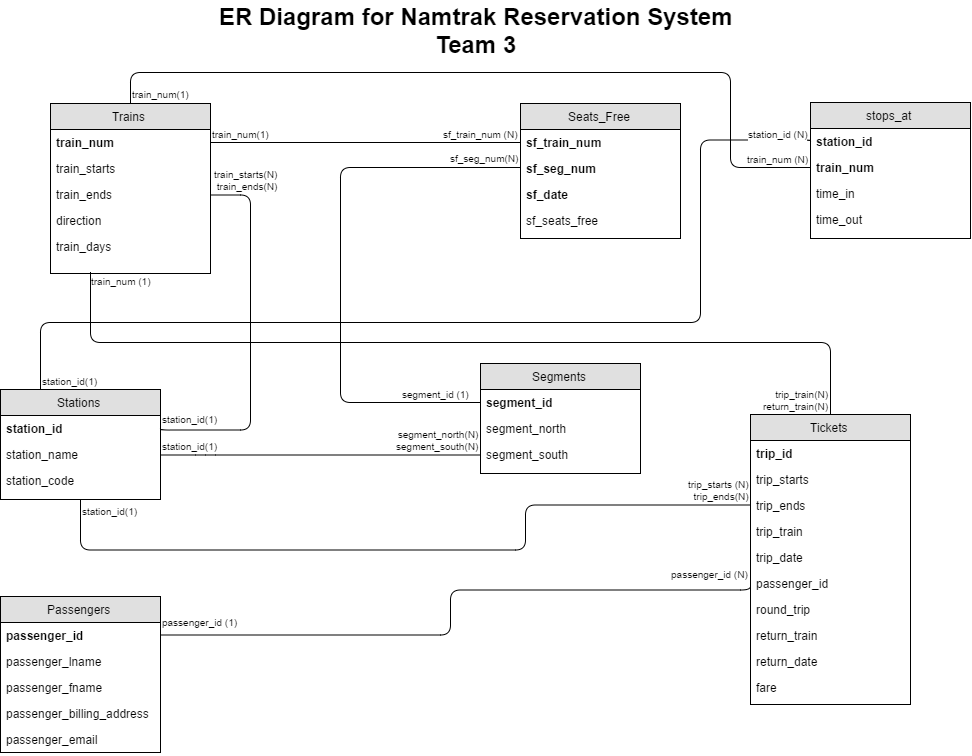 ER Diagram for Namtrak Reservation System
Team 3
train_num(1)
Trains
train_num
train_starts
train_ends
direction
train_days
train_num(1)
train_starts(N)
train_ends(N)
train_num (1)
sf_train_num (N)
sf_seg_num(N)
Seats_Free
sf_train_num
sf_seg_num
sf_date
sf_seats_free
station_id (N)
train_num (N)
stops_at
station_id
train_num
time_in
time_out
station_id(1)
Stations
station_id
station_name
station_code
station_id(1)
station_id(1)
station_id(1)
segment_id (1)
segment_north(N)
segment_south(N)
Segments
segment_id
segment_north
segment_south
trip_train(N)
return_train(N)
trip_starts (N)
trip_ends(N)
passenger_id (N)
Tickets
trip_id
trip_starts
trip_ends
trip_train
trip_date
passenger_id
round_trip
return_train
return_date
fare
Passengers
passenger_id
passenger_lname
passenger_fname
passenger_billing_address
passenger_email
passenger_id (1)